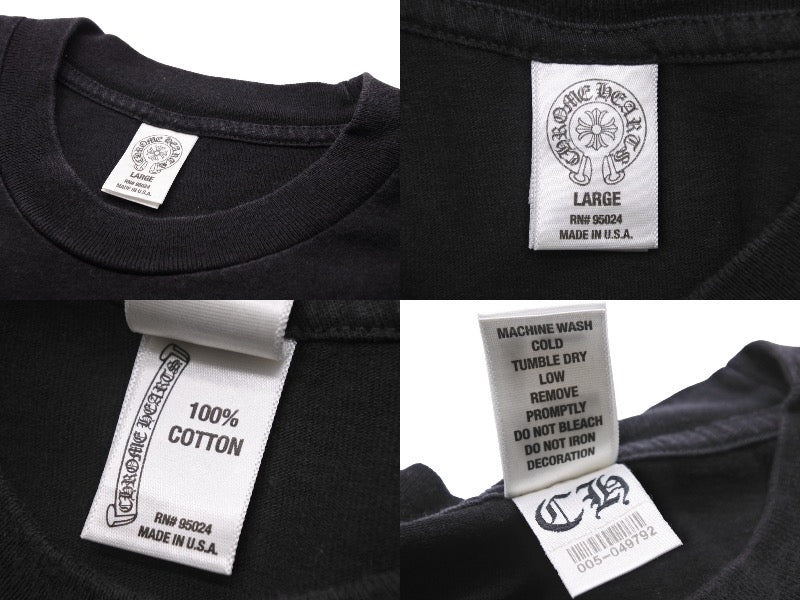 CHROME HEARTS
LARGE
RN# 95024
MADE IN U.S.A.
CHROME HEARTS
LARGE
RN# 95024
MADE IN U.S.A.
CHROME HEARTS
100%
COTTON
RN# 95024
MADE IN U.S.A.
MACHINE WASH
COLD
TUMBLE DRY
LOW
REMOVE
PROMPTLY
DO NOT BLEACH
DO NOT IRON
DECORATION
CH
005-049792